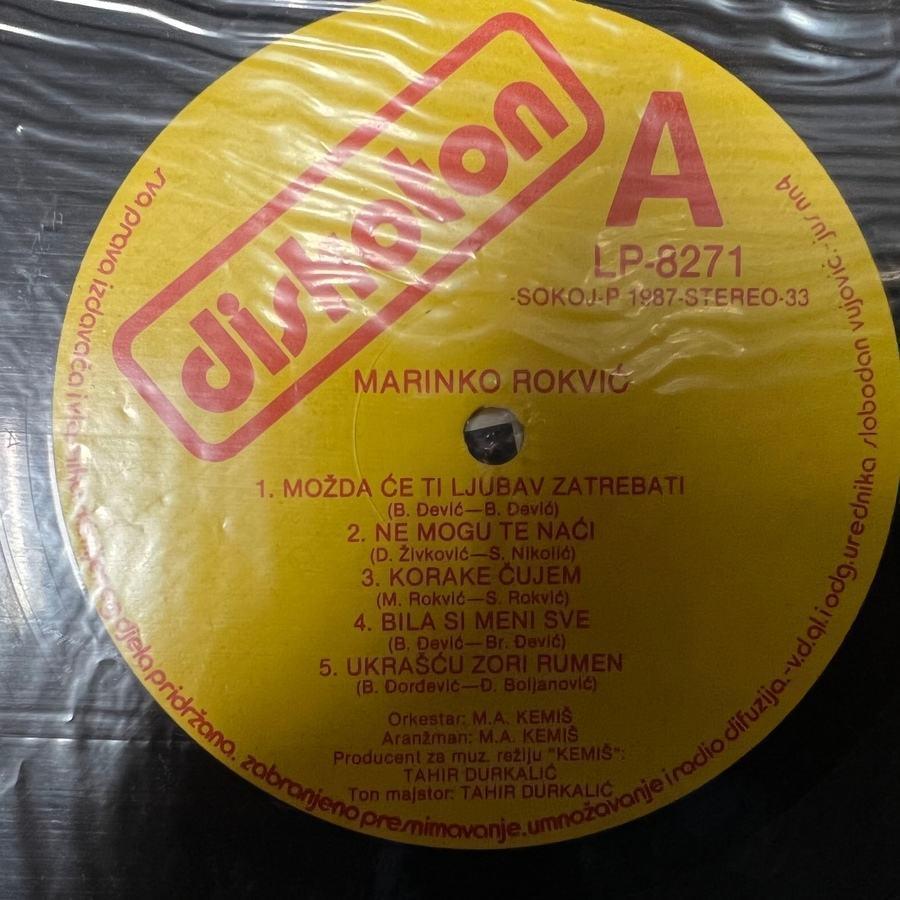 diskoton
A
LP-8271
-SOKOJ-P 1987-STEREO-33
MARINKO ROKVIĆ
1. MOŽDA ĆE TI LJUBAV ZATREBATI
(B. Đević—B. Đević)
2. NE MOGU TE NAĆI
(D. Živković—S. Nikolić)
3. KORAKE ČUJEM
(M. Rokvić—S. Rokvić)
4. BILA SI MENI SVE
(B. Đević—Br. Đević)
5. UKRAŠĆU ZORI RUMEN
(B. Đorđević—D. Boljanović)
Orkestar: M.A. KEMIŠ
Aranžman: M.A. KEMIŠ
Producent za muz. režiju "KEMIŠ":
TAHIR DURKALIĆ
Ton majstor: TAHIR DURKALIĆ
sva prava izdavača i djela pridržana. zabranjeno presnimavanje. umnožavanje i radio difuzija.-v.d.gl.i odg.urednika slobodan vujović- jus nn4